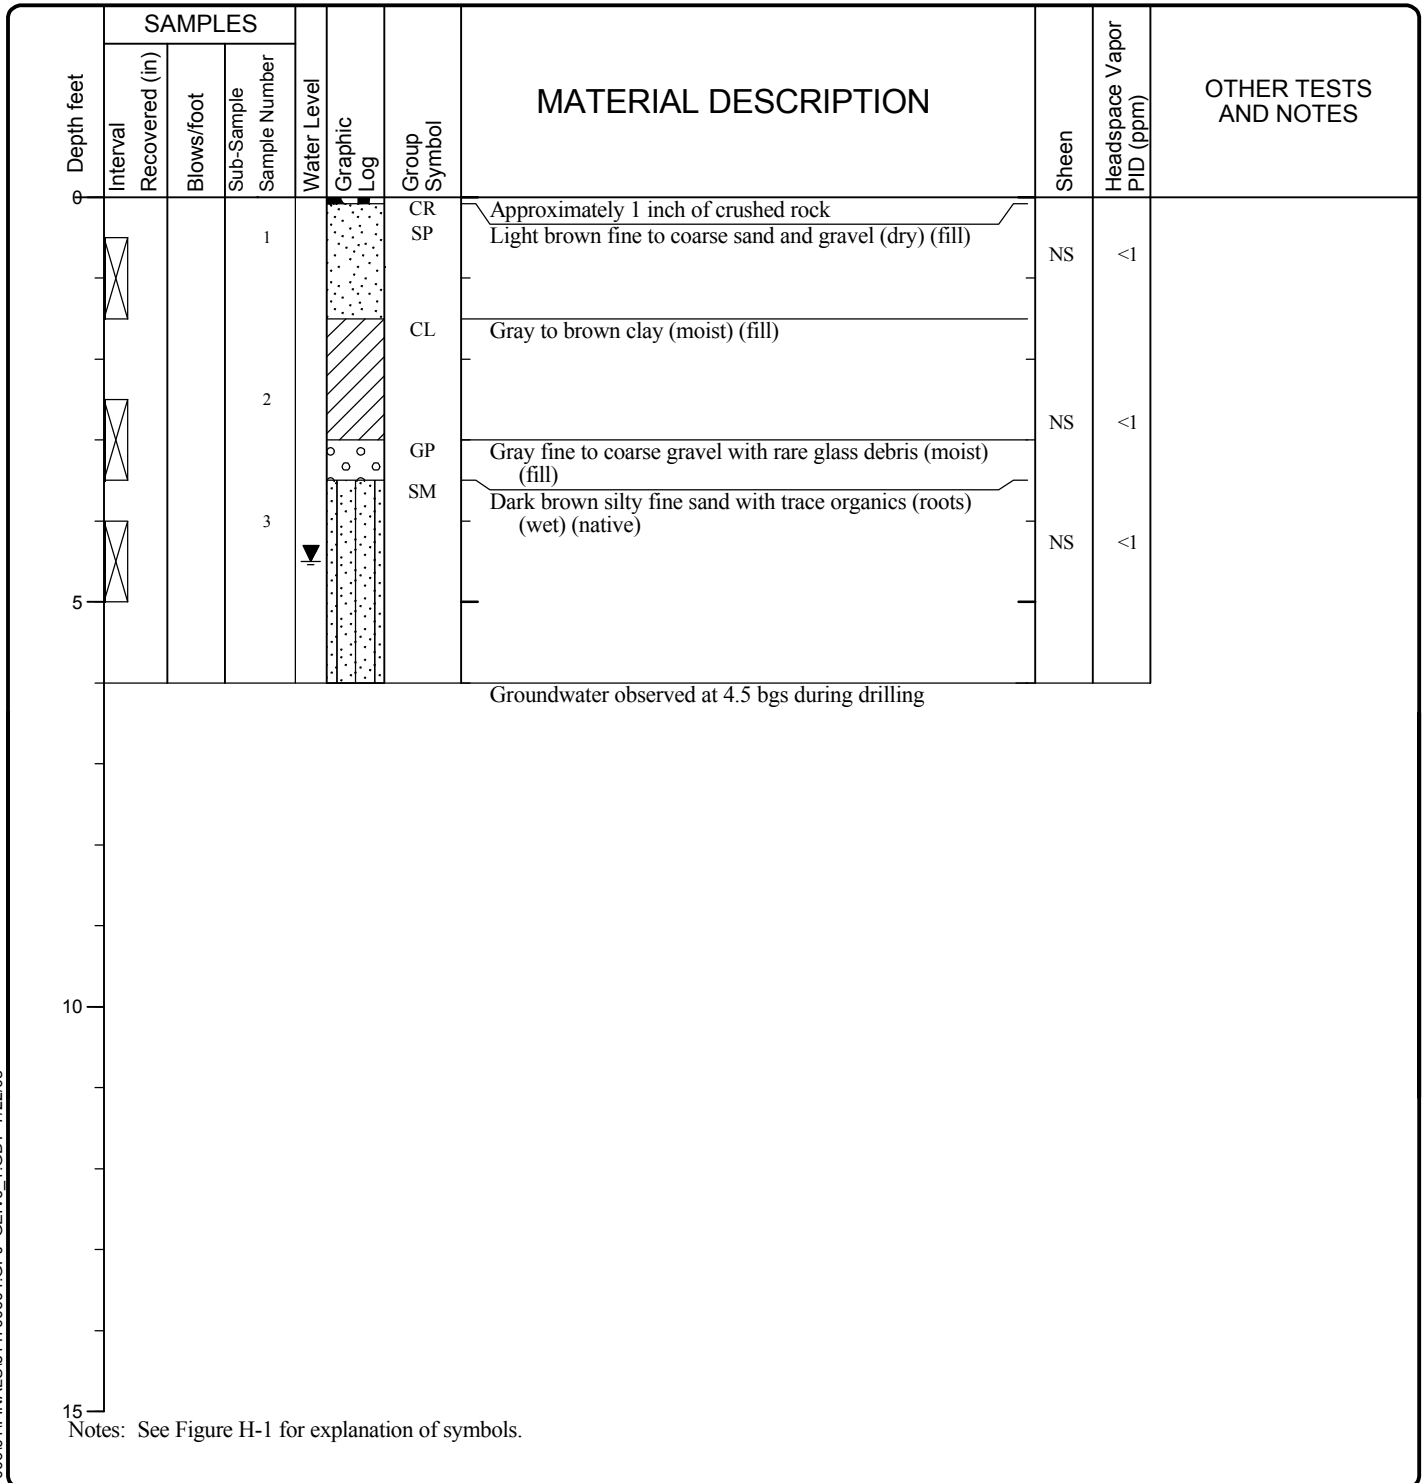 SAMPLES
Depth feet
Interval
Recovered (in)
Blows/foot
Sub-Sample
Sample Number
Water Level
Graphic
Log
Group
Symbol
MATERIAL DESCRIPTION
Sheen
Headspace Vapor
PID (ppm)
OTHER TESTS
AND NOTES
0
CR Approximately 1 inch of crushed rock
1 SP Light brown fine to coarse sand and gravel (dry) (fill)
NS <1
CL Gray to brown clay (moist) (fill)
2
NS <1
GP Gray fine to coarse gravel with rare glass debris (moist)
(fill)
SM Dark brown silty fine sand with trace organics (roots)
3 (wet) (native)
NS <1
5
Groundwater observed at 4.5 bgs during drilling
10
15
Notes: See Figure H-1 for explanation of symbols.